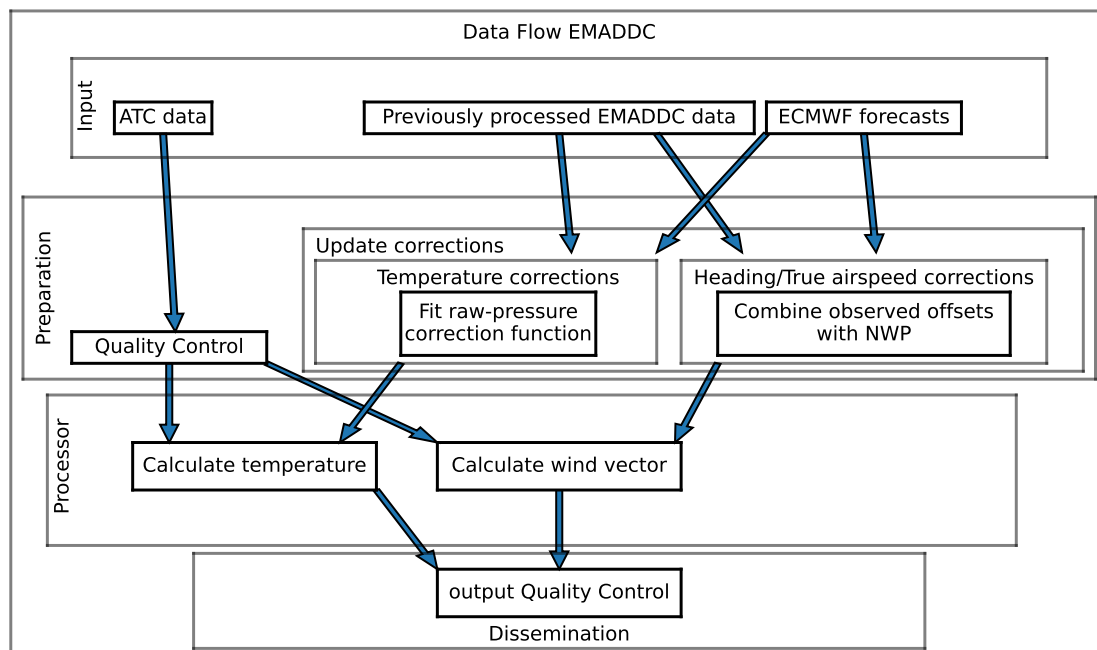 Data Flow EMADDC
Input
ATC data
Previously processed EMADDC data
ECMWF forecasts
Preparation
Update corrections
Temperature corrections
Heading/True airspeed corrections
Fit raw-pressure
correction function
Combine observed offsets
with NWP
Quality Control
Processor
Calculate temperature
Calculate wind vector
output Quality Control
Dissemination